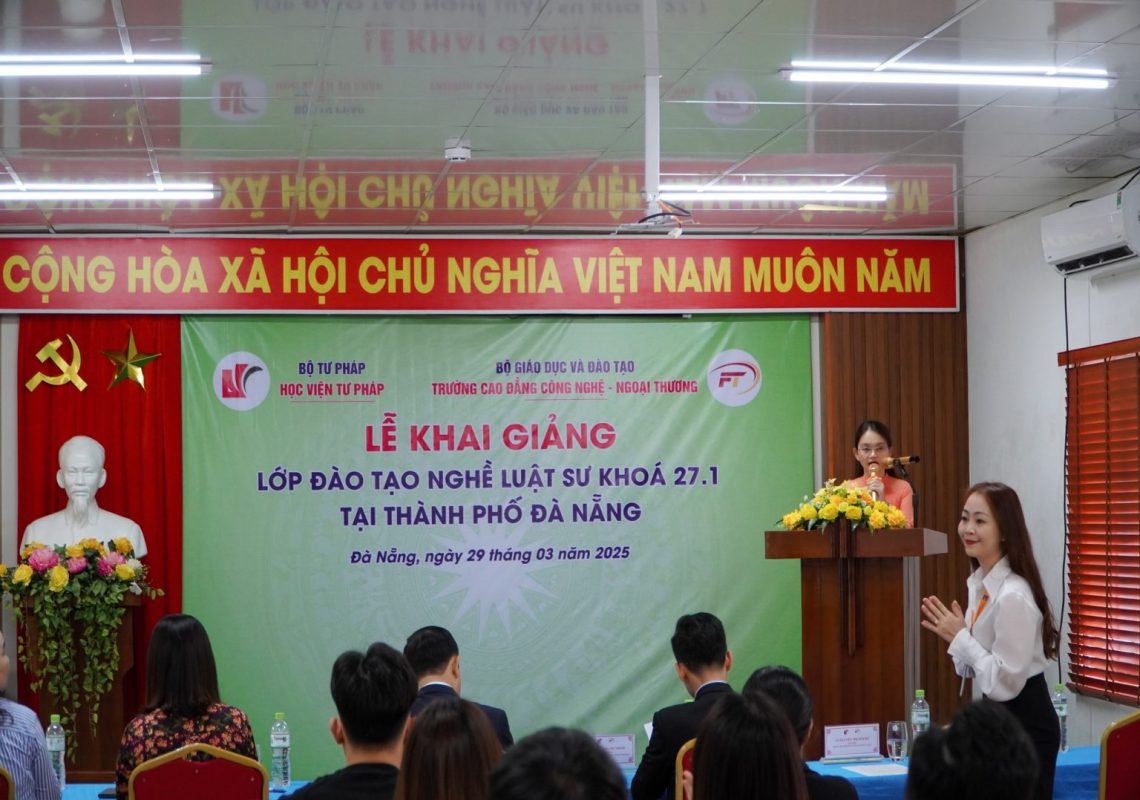 CỘNG HÒA XÃ HỘI CHỦ NGHĨA VIỆT NAM MUÔN NĂM
BỘ TƯ PHÁP
HỌC VIỆN TƯ PHÁP
BỘ GIÁO DỤC VÀ ĐÀO TẠO
TRƯỜNG CAO ĐẲNG CÔNG NGHỆ - NGOẠI THƯƠNG
FT
LỄ KHAI GIẢNG
LỚP ĐÀO TẠO NGHỀ LUẬT SƯ KHOÁ 27.1
TẠI THÀNH PHỐ ĐÀ NẴNG
Đà Nẵng, ngày 29 tháng 03 năm 2025